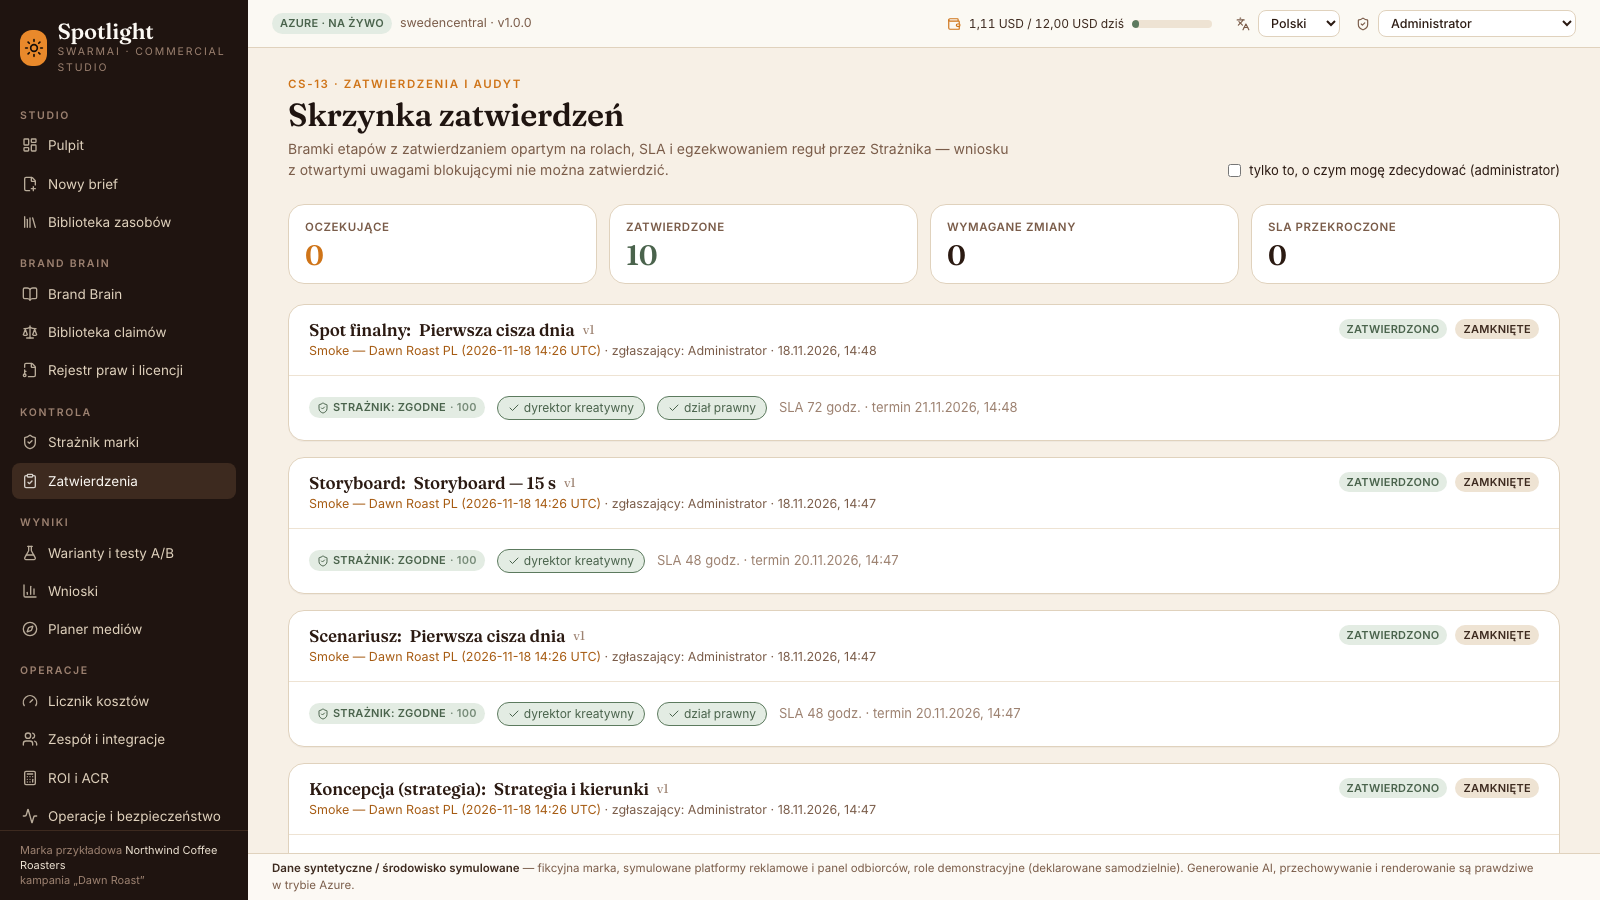 Spotlight
SWARMAI · COMMERCIAL
STUDIO
STUDIO
Pulpit
Nowy brief
Biblioteka zasobów
BRAND BRAIN
Brand Brain
Biblioteka claimów
Rejestr praw i licencji
KONTROLA
Strażnik marki
Zatwierdzenia
WYNIKI
Warianty i testy A/B
Wnioski
Planer mediów
OPERACJE
Licznik kosztów
Zespół i integracje
ROI i ACR
Operacje i bezpieczeństwo
Marka przykładowa Northwind Coffee
Roasters
kampania „Dawn Roast”
AZURE · NA ŻYWO swedencentral · v1.0.0 1,11 USD / 12,00 USD dziś Polski Administrator
CS-13 · ZATWIERDZENIA I AUDYT
Skrzynka zatwierdzeń
Bramki etapów z zatwierdzaniem opartym na rolach, SLA i egzekwowaniem reguł przez Strażnika — wniosku
z otwartymi uwagami blokującymi nie można zatwierdzić.
tylko to, o czym mogę zdecydować (administrator)
OCZEKUJĄCE ZATWIERDZONE WYMAGANE ZMIANY SLA PRZEKROCZONE
0 10 0 0
Spot finalny: Pierwsza cisza dnia v1 ZATWIERDZONO ZAMKNIĘTE
Smoke — Dawn Roast PL (2026-11-18 14:26 UTC) · zgłaszający: Administrator · 18.11.2026, 14:48
STRAŻNIK: ZGODNE · 100 dyrektor kreatywny dział prawny SLA 72 godz. · termin 21.11.2026, 14:48
Storyboard: Storyboard — 15 s v1 ZATWIERDZONO ZAMKNIĘTE
Smoke — Dawn Roast PL (2026-11-18 14:26 UTC) · zgłaszający: Administrator · 18.11.2026, 14:47
STRAŻNIK: ZGODNE · 100 dyrektor kreatywny SLA 48 godz. · termin 20.11.2026, 14:47
Scenariusz: Pierwsza cisza dnia v1 ZATWIERDZONO ZAMKNIĘTE
Smoke — Dawn Roast PL (2026-11-18 14:26 UTC) · zgłaszający: Administrator · 18.11.2026, 14:47
STRAŻNIK: ZGODNE · 100 dyrektor kreatywny dział prawny SLA 48 godz. · termin 20.11.2026, 14:47
Koncepcja (strategia): Strategia i kierunki v1 ZATWIERDZONO ZAMKNIĘTE
Smoke — Dawn Roast PL (2026-11-18 14:26 UTC) · zgłaszający: Administrator · 18.11.2026, 14:47
Dane syntetyczne / środowisko symulowane — fikcyjna marka, symulowane platformy reklamowe i panel odbiorców, role demonstracyjne (deklarowane samodzielnie). Generowanie AI, przechowywanie i renderowanie są prawdziwe
w trybie Azure.